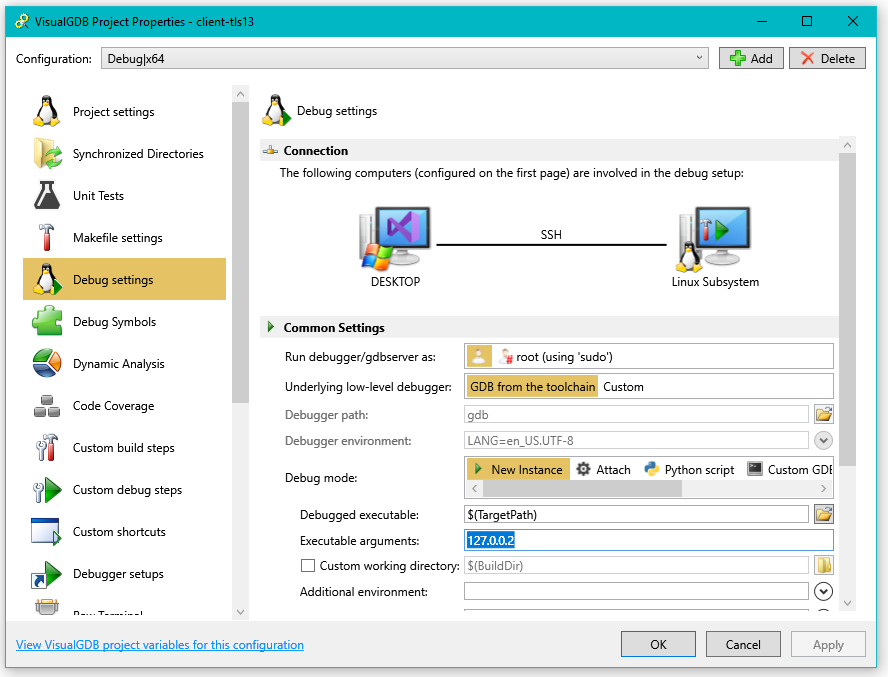 VisualGDB Project Properties - client-tls13
Configuration:
Debug|x64
Add
Delete
Project settings
Synchronized Directories
Unit Tests
Makefile settings
Debug settings
Debug Symbols
Dynamic Analysis
Code Coverage
Custom build steps
Custom debug steps
Custom shortcuts
Debugger setups
Raw Terminal
Debug settings
Connection
The following computers (configured on the first page) are involved in the debug setup:
SSH
DESKTOP
Linux Subsystem
Common Settings
Run debugger/gdbserver as:
root (using 'sudo')
Underlying low-level debugger:
GDB from the toolchain Custom
Debugger path:
gdb
Debugger environment:
LANG=en_US.UTF-8
Debug mode:
New Instance Attach Python script Custom GDB
Debugged executable:
$(TargetPath)
Executable arguments:
127.0.0.2
Custom working directory:
$(BuildDir)
Additional environment:
View VisualGDB project variables for this configuration
OK
Cancel
Apply